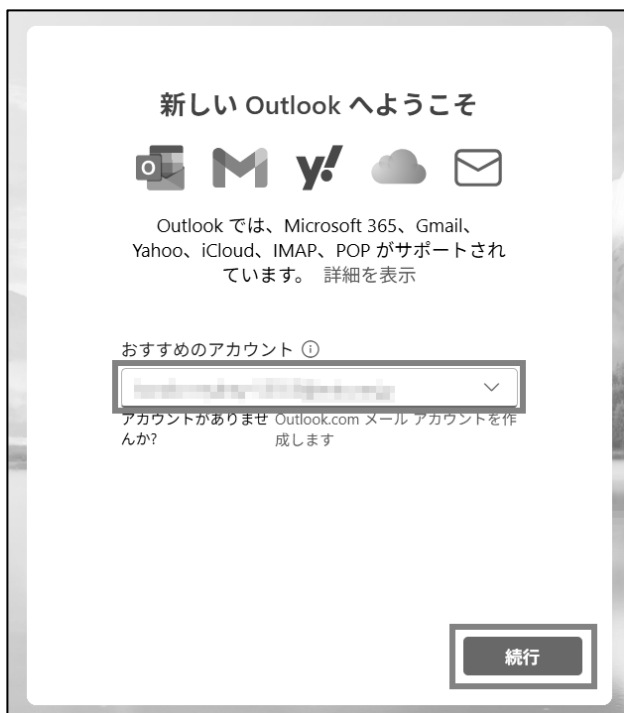 新しい Outlook へようこそ
Outlook では、Microsoft 365、Gmail、
Yahoo、iCloud、IMAP、POP がサポートされ
ています。 詳細を表示
おすすめのアカウント
アカウントがありませ Outlook.com メール アカウントを作
んか? 成します
続行